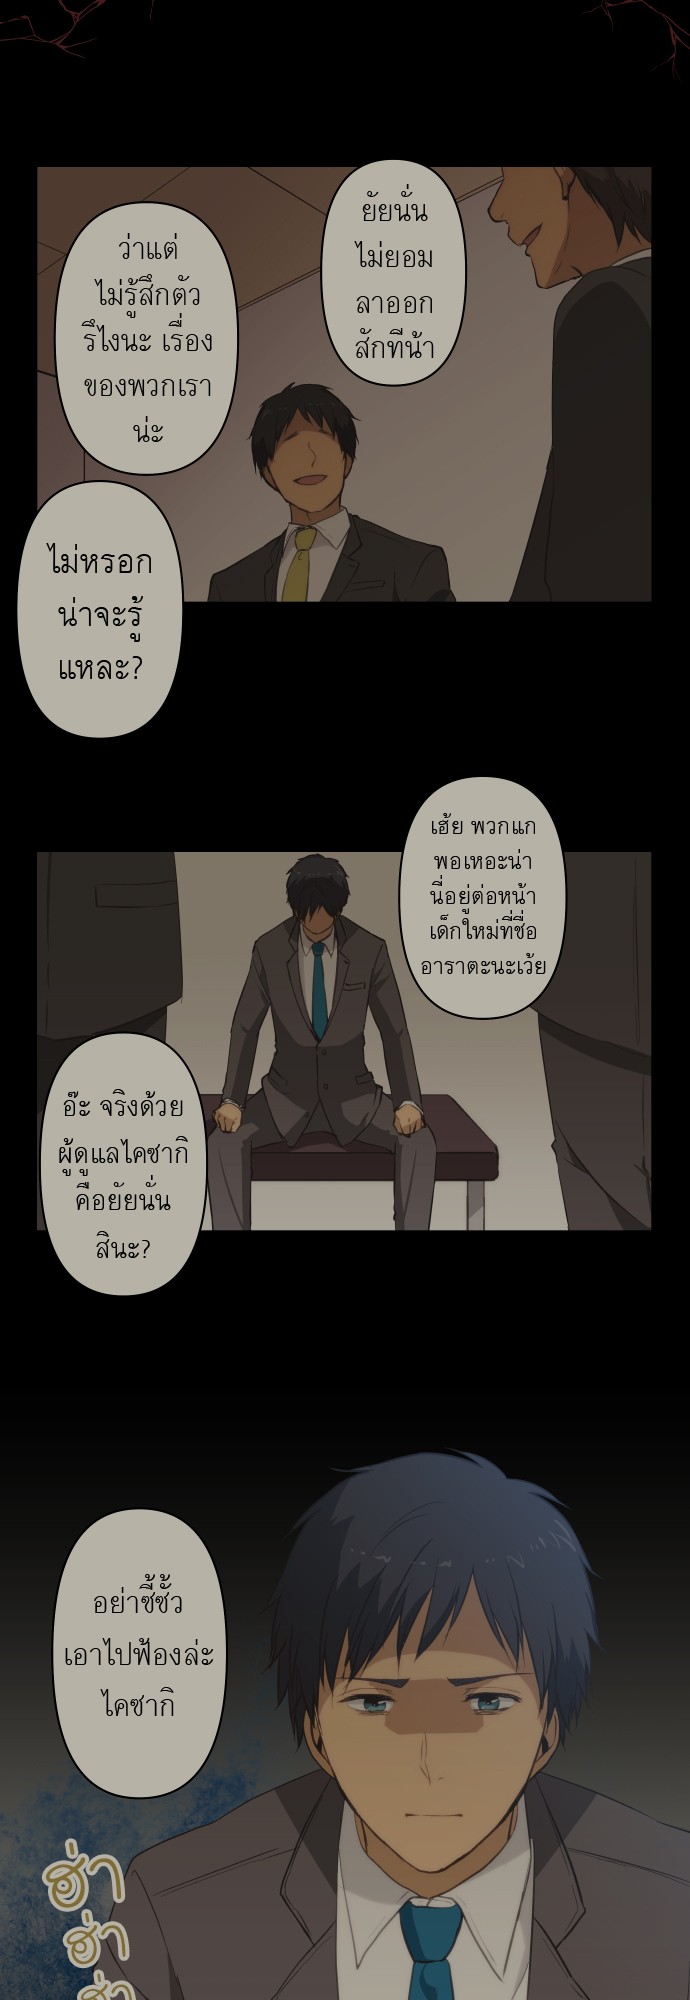 ยัยนั่น
ไม่ยอม
ลาออก
สักทีน้า
ว่าแต่
ไม่รู้สึกตัว
รึไงนะ เรื่อง
ของพวกเรา
น่ะ
ไม่หรอก
น่าจะรู้
แหละ?
เฮ้ย พวกแก
พอเหอะน่า
นี่อยู่ต่อหน้า
เด็กใหม่ที่ชื่อ
อาราตะนะเว้ย
อ๊ะ จริงด้วย
ผู้ดูแลไคซากิ
คือยัยนั่น
สินะ?
อย่าซี้ซั้ว
เอาไปฟ้องล่ะ
ไคซากิ
ฮ่า
ฮ่า
ฮ่า